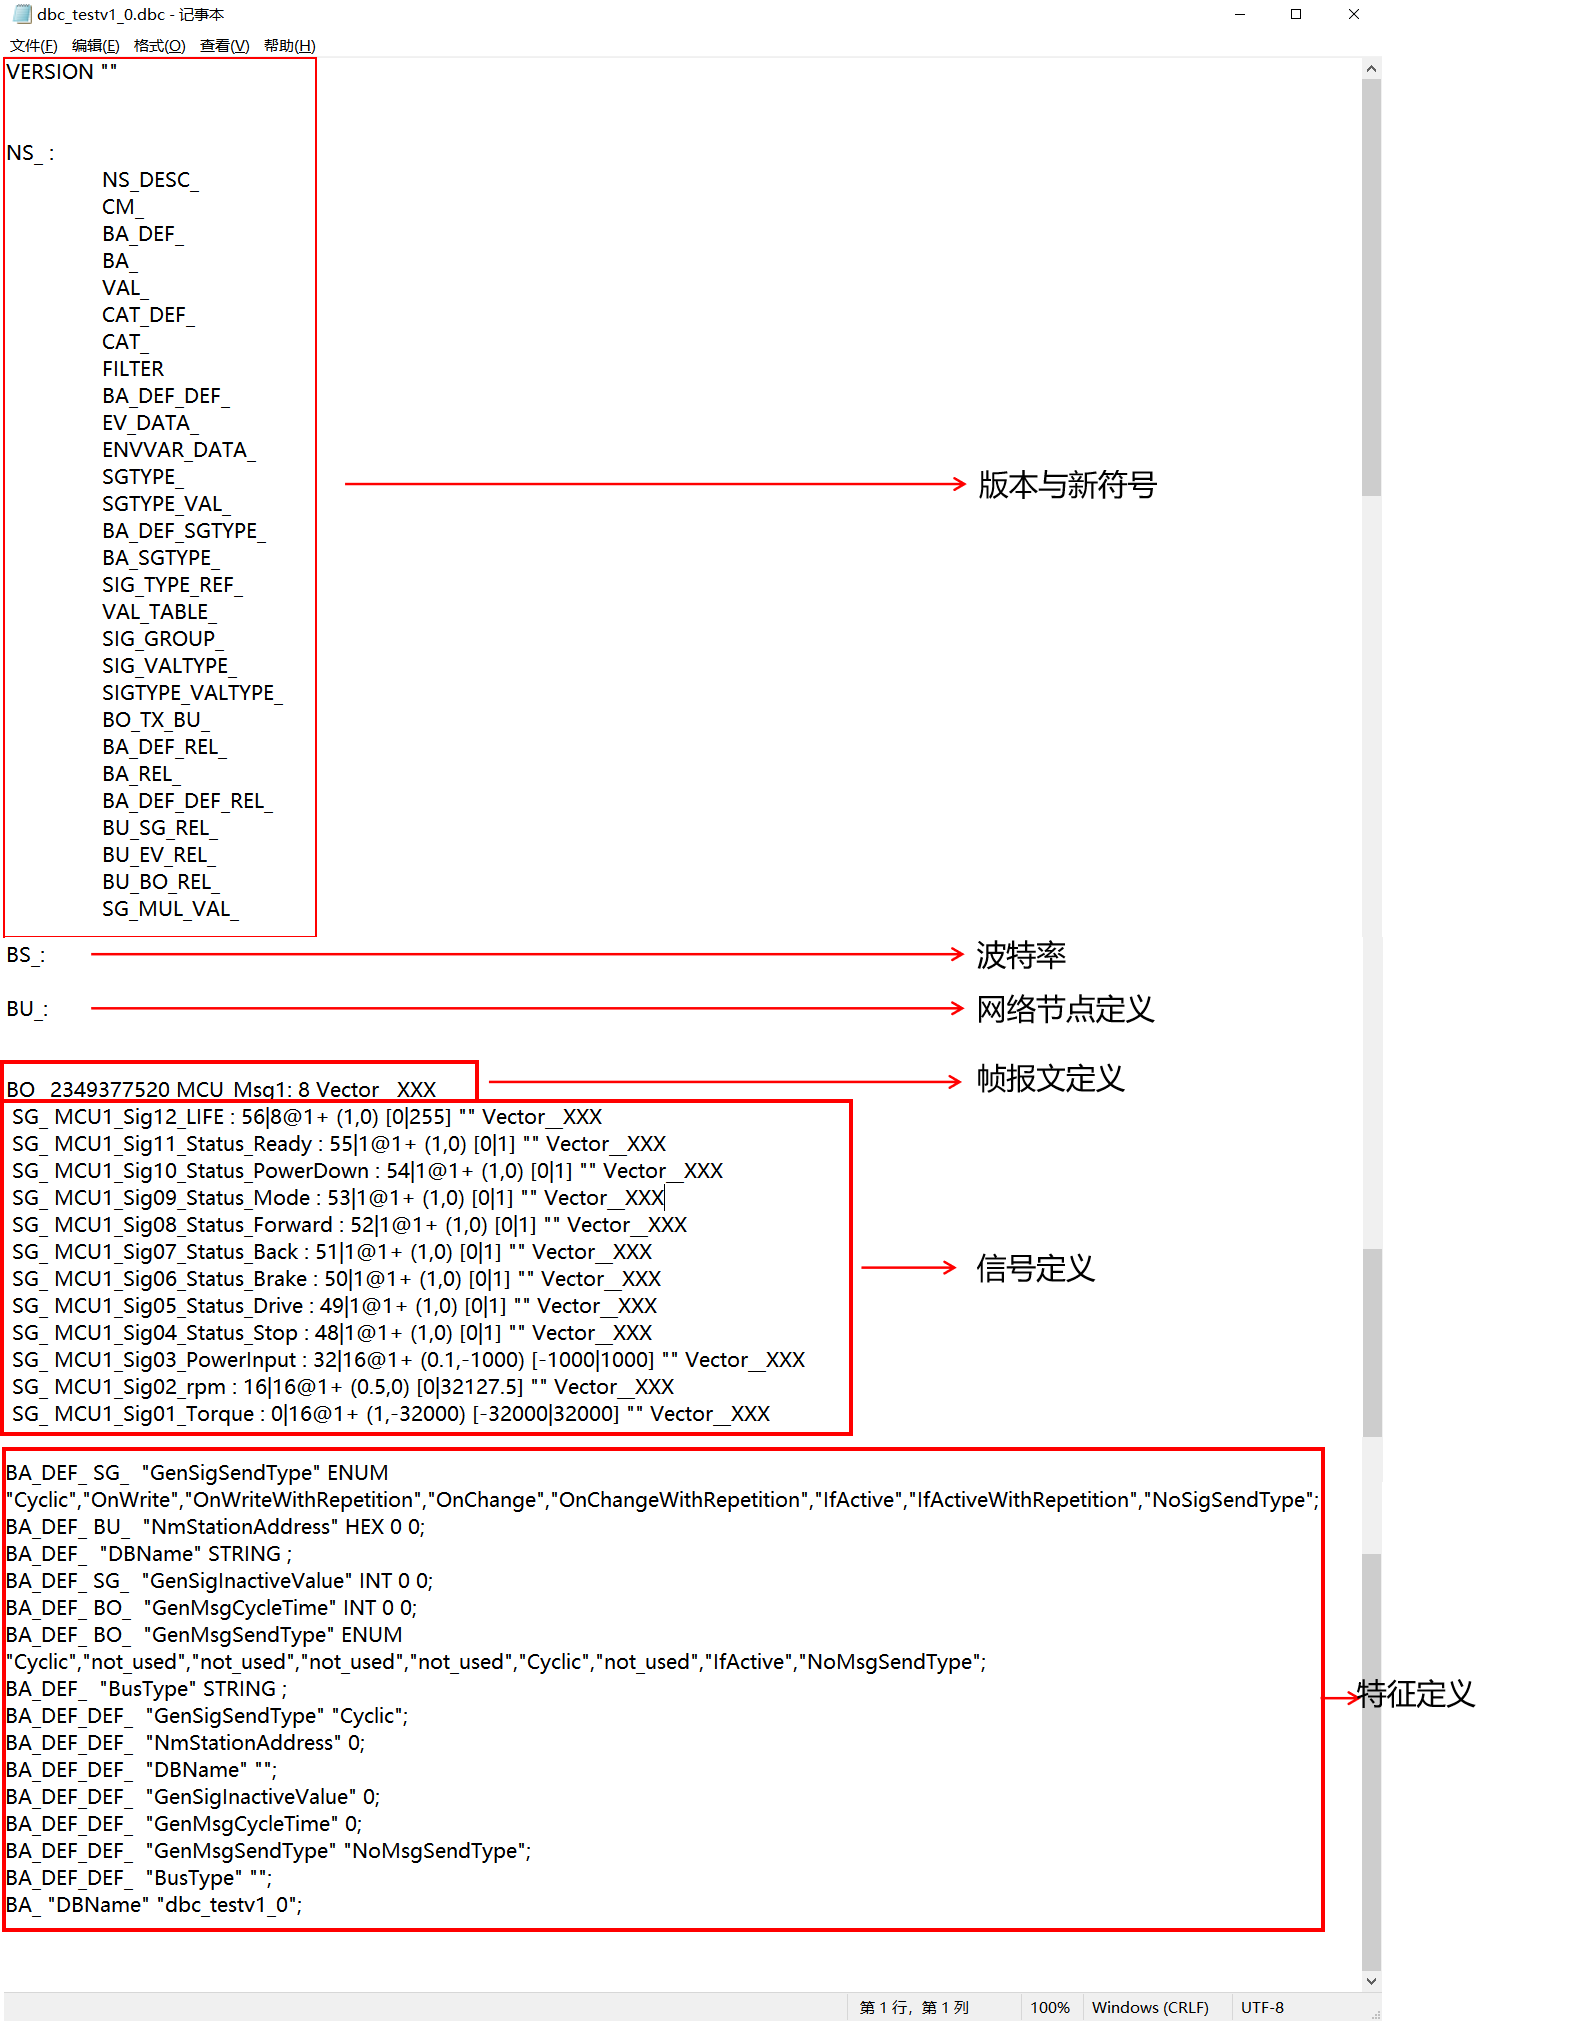 dbc_testv1_0.dbc - 记事本
文件(F) 编辑(E) 格式(O) 查看(V) 帮助(H)
VERSION ""
NS_ :
NS_DESC_
CM_
BA_DEF_
BA_
VAL_
CAT_DEF_
CAT_
FILTER
BA_DEF_DEF_
EV_DATA_
ENVVAR_DATA_
SGTYPE_
版本与新符号
SGTYPE_VAL_
BA_DEF_SGTYPE_
BA_SGTYPE_
SIG_TYPE_REF_
VAL_TABLE_
SIG_GROUP_
SIG_VALTYPE_
SIGTYPE_VALTYPE_
BO_TX_BU_
BA_DEF_REL_
BA_REL_
BA_DEF_DEF_REL_
BU_SG_REL_
BU_EV_REL_
BU_BO_REL_
SG_MUL_VAL_
BS_: 波特率
BU_: 网络节点定义
帧报文定义
BO_ 2349377520 MCU_Msg1: 8 Vector__XXX
SG_ MCU1_Sig12_LIFE : 56|8@1+ (1,0) [0|255] "" Vector__XXX
SG_ MCU1_Sig11_Status_Ready : 55|1@1+ (1,0) [0|1] "" Vector__XXX
SG_ MCU1_Sig10_Status_PowerDown : 54|1@1+ (1,0) [0|1] "" Vector__XXX
SG_ MCU1_Sig09_Status_Mode : 53|1@1+ (1,0) [0|1] "" Vector__XXX
SG_ MCU1_Sig08_Status_Forward : 52|1@1+ (1,0) [0|1] "" Vector__XXX
SG_ MCU1_Sig07_Status_Back : 51|1@1+ (1,0) [0|1] "" Vector__XXX
信号定义
SG_ MCU1_Sig06_Status_Brake : 50|1@1+ (1,0) [0|1] "" Vector__XXX
SG_ MCU1_Sig05_Status_Drive : 49|1@1+ (1,0) [0|1] "" Vector__XXX
SG_ MCU1_Sig04_Status_Stop : 48|1@1+ (1,0) [0|1] "" Vector__XXX
SG_ MCU1_Sig03_PowerInput : 32|16@1+ (0.1,-1000) [-1000|1000] "" Vector__XXX
SG_ MCU1_Sig02_rpm : 16|16@1+ (0.5,0) [0|32127.5] "" Vector__XXX
SG_ MCU1_Sig01_Torque : 0|16@1+ (1,-32000) [-32000|32000] "" Vector__XXX
BA_DEF_ SG_  "GenSigSendType" ENUM
"Cyclic","OnWrite","OnWriteWithRepetition","OnChange","OnChangeWithRepetition","IfActive","IfActiveWithRepetition","NoSigSendType";
BA_DEF_ BU_  "NmStationAddress" HEX 0 0;
BA_DEF_  "DBName" STRING ;
BA_DEF_ SG_  "GenSigInactiveValue" INT 0 0;
BA_DEF_ BO_  "GenMsgCycleTime" INT 0 0;
BA_DEF_ BO_  "GenMsgSendType" ENUM
"Cyclic","not_used","not_used","not_used","not_used","Cyclic","not_used","IfActive","NoMsgSendType";
BA_DEF_  "BusType" STRING ;
特征定义
BA_DEF_DEF_  "GenSigSendType" "Cyclic";
BA_DEF_DEF_  "NmStationAddress" 0;
BA_DEF_DEF_  "DBName" "";
BA_DEF_DEF_  "GenSigInactiveValue" 0;
BA_DEF_DEF_  "GenMsgCycleTime" 0;
BA_DEF_DEF_  "GenMsgSendType" "NoMsgSendType";
BA_DEF_DEF_  "BusType" "";
BA_ "DBName" "dbc_testv1_0";
第 1 行，第 1 列 100% Windows (CRLF) UTF-8